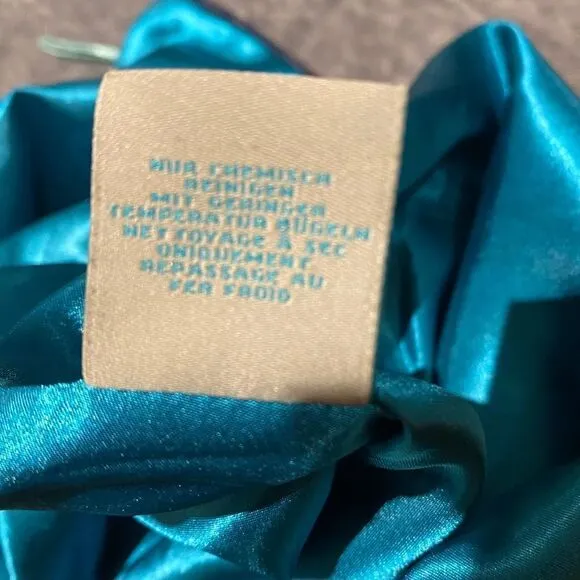 NUR CHEMISCH
REINIGEN
MIT GERINGER
TEMPERATUR BÜGELN
NETTOYAGE A SEC
UNIQUEMENT
REPASSAGE AU
FER FROID